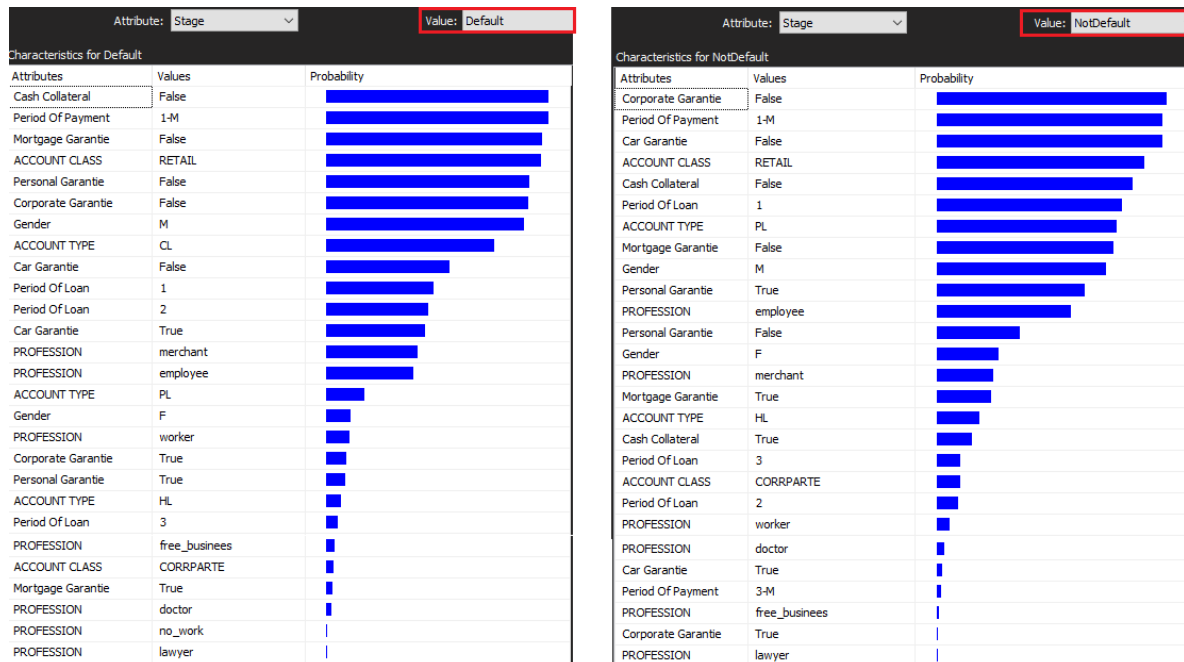 Attribute: Stage Value: Default
Characteristics for Default
Attributes Values Probability
Cash Collateral False
Period Of Payment 1-M
Mortgage Garantie False
ACCOUNT CLASS RETAIL
Personal Garantie False
Corporate Garantie False
Gender M
ACCOUNT TYPE CL
Car Garantie False
Period Of Loan 1
Period Of Loan 2
Car Garantie True
PROFESSION merchant
PROFESSION employee
ACCOUNT TYPE PL
Gender F
PROFESSION worker
Corporate Garantie True
Personal Garantie True
ACCOUNT TYPE HL
Period Of Loan 3
PROFESSION free_businees
ACCOUNT CLASS CORRPARTE
Mortgage Garantie True
PROFESSION doctor
PROFESSION no_work
PROFESSION lawyer
Attribute: Stage Value: NotDefault
Characteristics for NotDefault
Attributes Values Probability
Corporate Garantie False
Period Of Payment 1-M
Car Garantie False
ACCOUNT CLASS RETAIL
Cash Collateral False
Period Of Loan 1
ACCOUNT TYPE PL
Mortgage Garantie False
Gender M
Personal Garantie True
PROFESSION employee
Personal Garantie False
Gender F
PROFESSION merchant
Mortgage Garantie True
ACCOUNT TYPE HL
Cash Collateral True
Period Of Loan 3
ACCOUNT CLASS CORRPARTE
Period Of Loan 2
PROFESSION worker
PROFESSION doctor
Car Garantie True
Period Of Payment 3-M
PROFESSION free_businees
Corporate Garantie True
PROFESSION lawyer